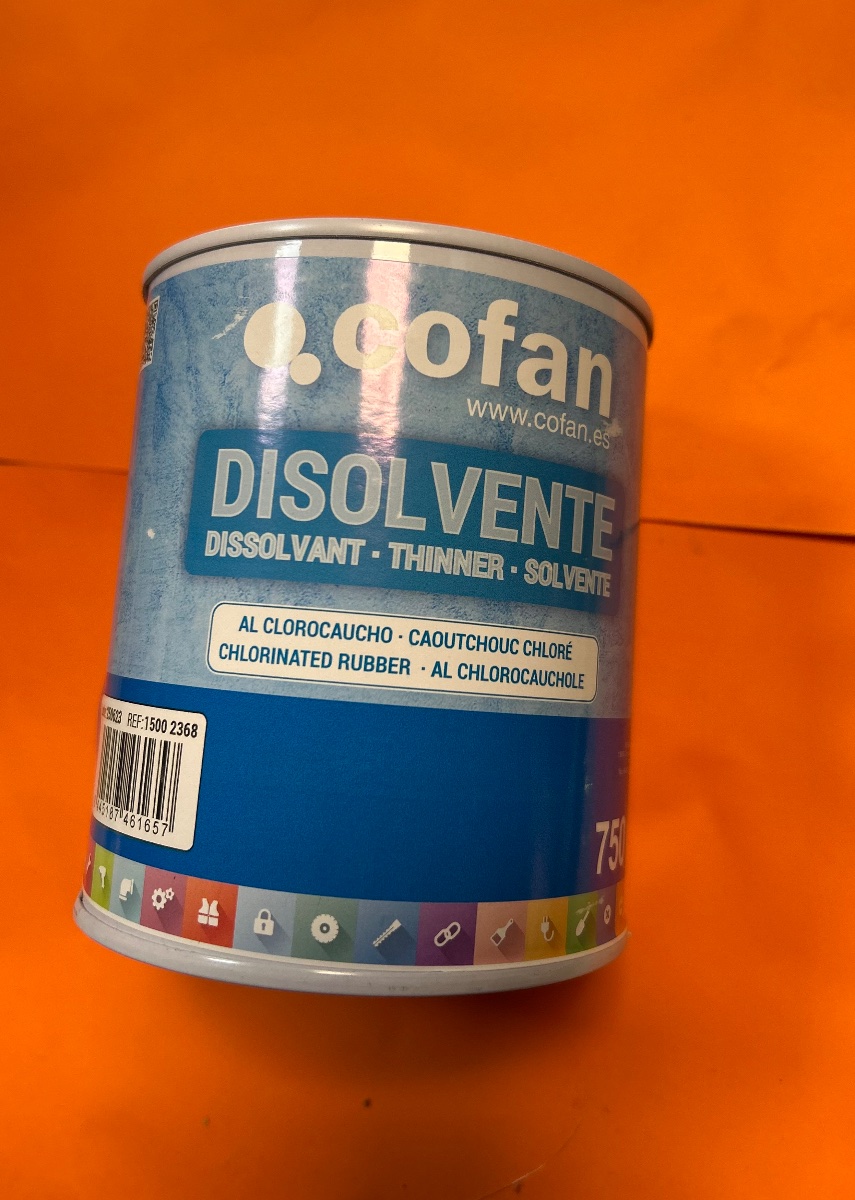 cofan
www.cofan.es
DISOLVENTE
DISSOLVANT · THINNER · SOLVENTE
AL CLOROCAUCHO · CAOUTCHOUC CHLORÉ
CHLORINATED RUBBER · AL CHLOROCAUCHOLE
REF:1500 2368
461657
750